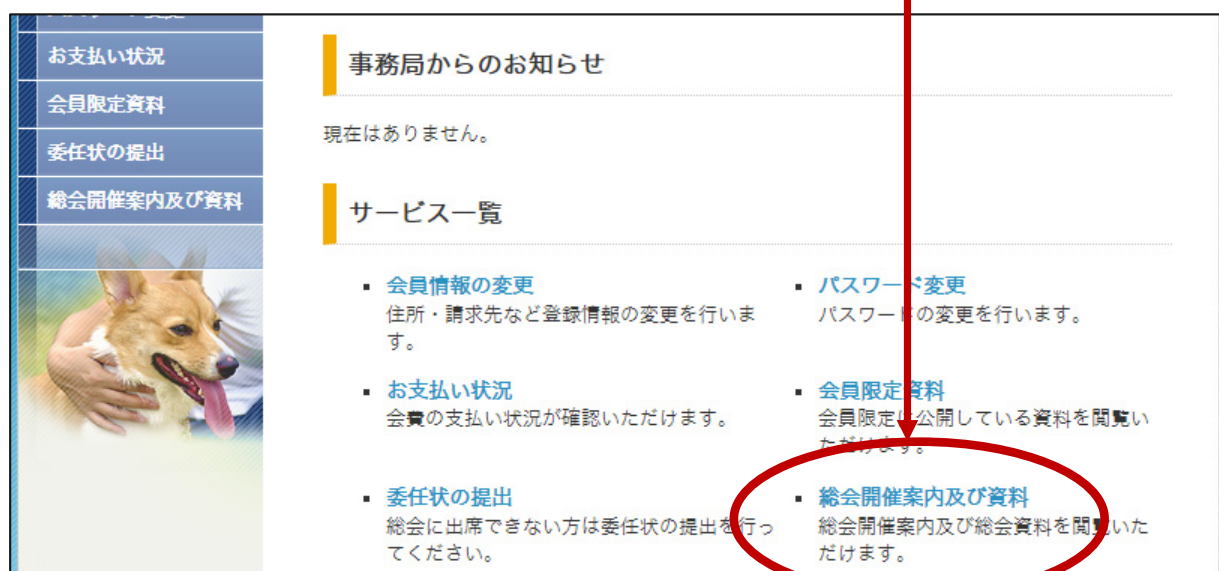 お支払い状況
会員限定資料
委任状の提出
総会開催案内及び資料
事務局からのお知らせ
現在はありません。
サービス一覧
会員情報の変更
住所・請求先など登録情報の変更を行いま
す。
パスワード変更
パスワードの変更を行います。
お支払い状況
会費の支払い状況が確認いただけます。
会員限定資料
会員限定に公開している資料を閲覧い
ただけます。
委任状の提出
総会に出席できない方は委任状の提出を行っ
てください。
総会開催案内及び資料
総会開催案内及び総会資料を閲覧いた
だけます。